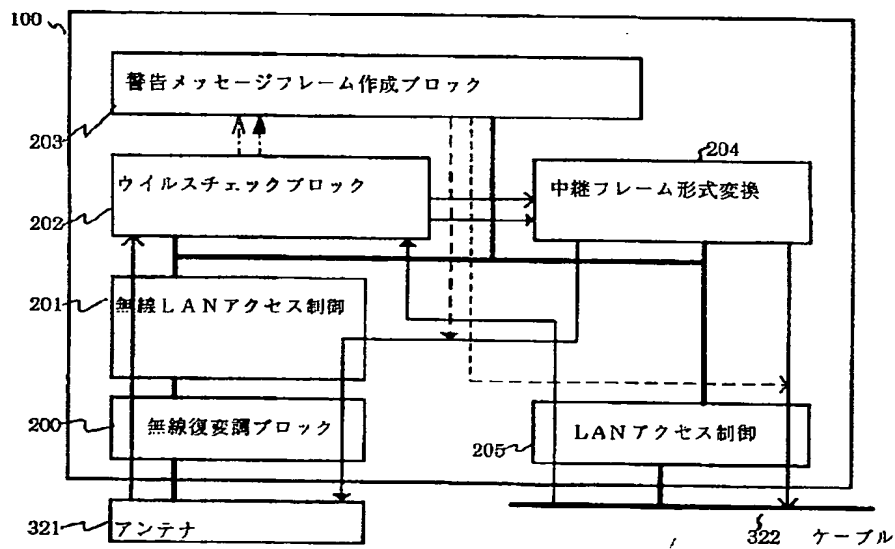 100
警告メッセージフレーム作成ブロック
203
204
ウイルスチェックブロック
中継フレーム形式変換
202
201
無線LANアクセス制御
200
無線復変調ブロック
LANアクセス制御
205
321
アンテナ
322
ケーブル